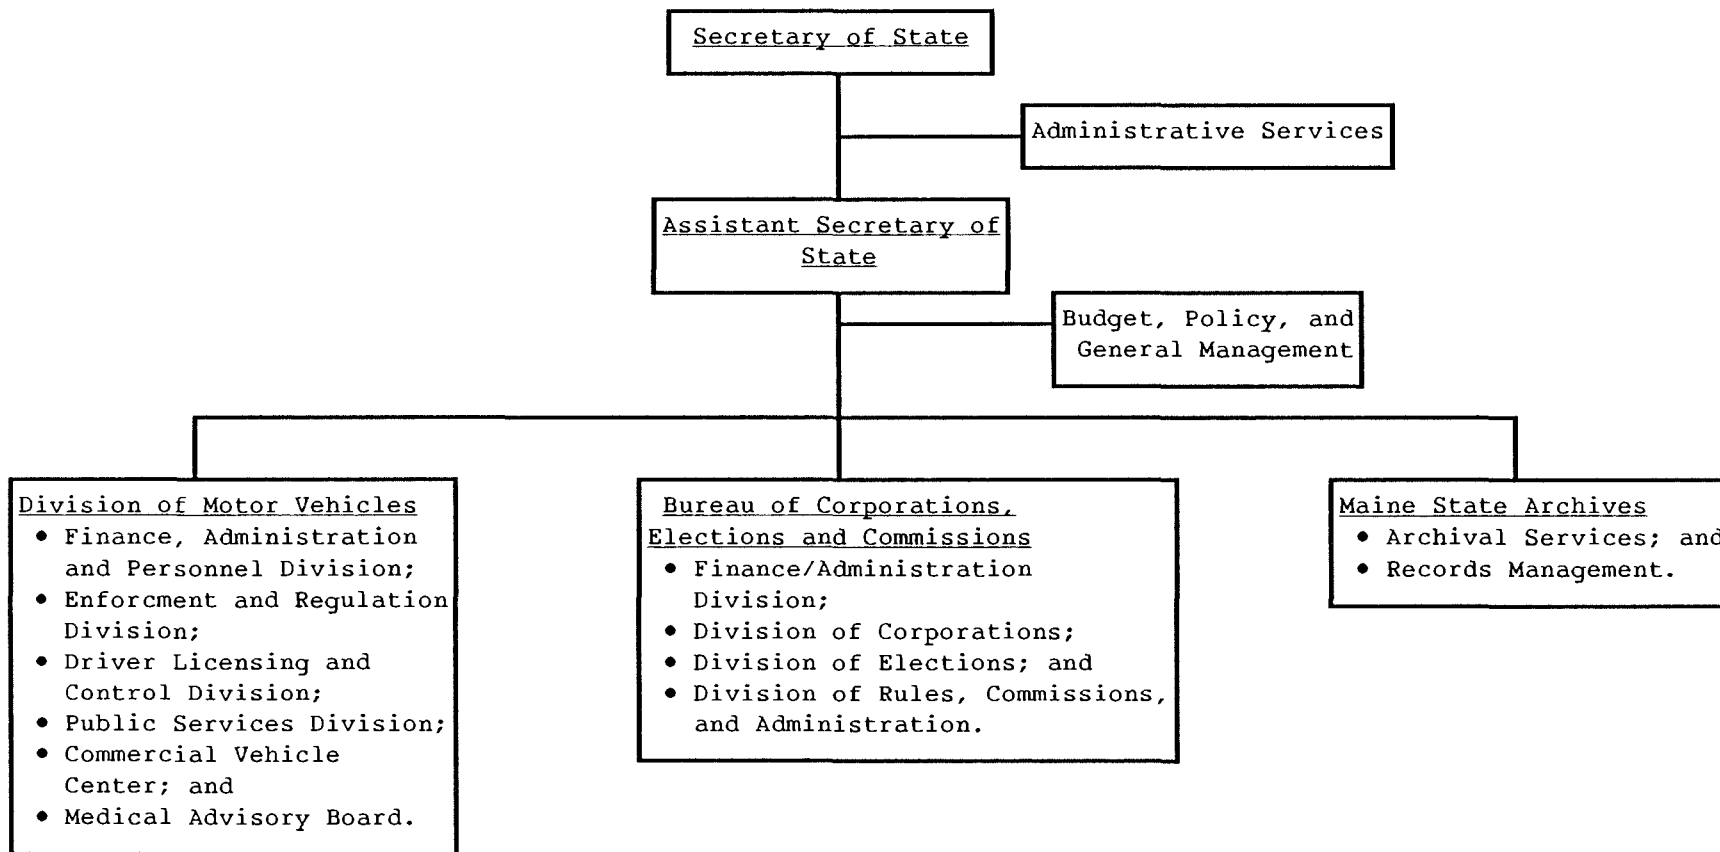 Secretary of State
Administrative Services
Assistant Secretary of
State
Budget, Policy, and
General Management
Division of Motor Vehicles
• Finance, Administration
and Personnel Division;
• Enforcment and Regulation
Division;
• Driver Licensing and
Control Division;
• Public Services Division;
• Commercial Vehicle
Center; and
• Medical Advisory Board.
Bureau of Corporations,
Elections and Commissions
• Finance/Administration
Division;
• Division of Corporations;
• Division of Elections; and
• Division of Rules, Commissions,
and Administration.
Maine State Archives
• Archival Services; and
• Records Management.